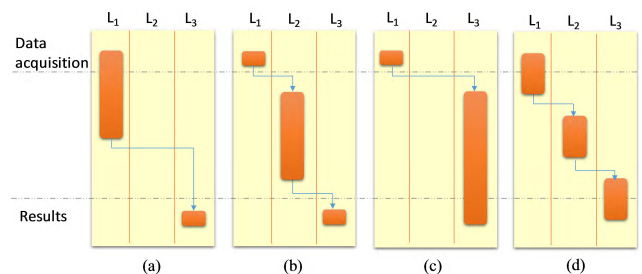 L1 L2 L3 L1 L2 L3 L1 L2 L3 L1 L2 L3
Data
acquisition
Results
(a) (b) (c) (d)